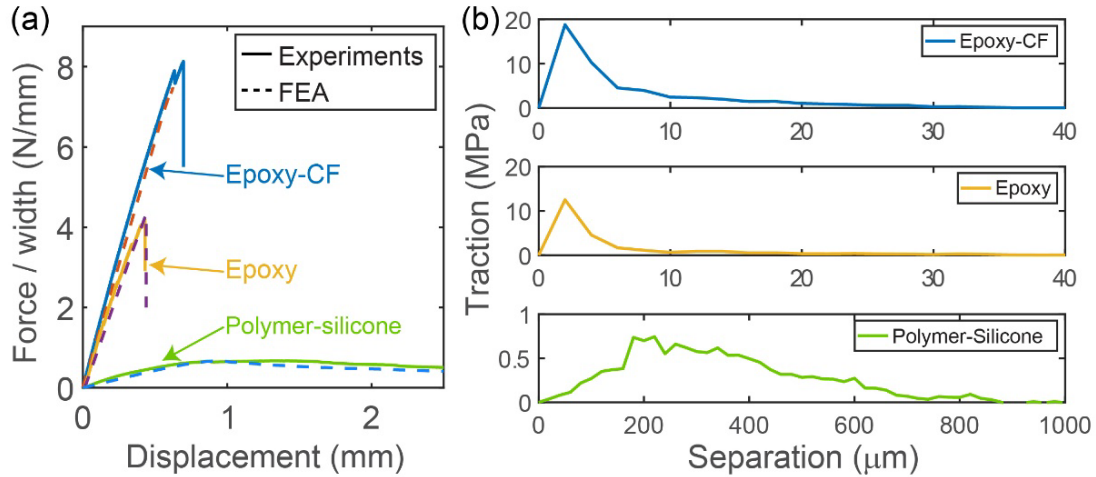 (a)
8
6
4
2
0
0
1
2
Force / width (N/mm)
Displacement (mm)
Experiments
FEA
Epoxy-CF
Epoxy
Polymer-silicone
(b)
Traction (MPa)
20
10
0
0
10
20
30
40
Epoxy-CF
20
10
0
0
10
20
30
40
Epoxy
1
0.5
0
0
200
400
600
800
1000
Polymer-Silicone
Separation (μm)